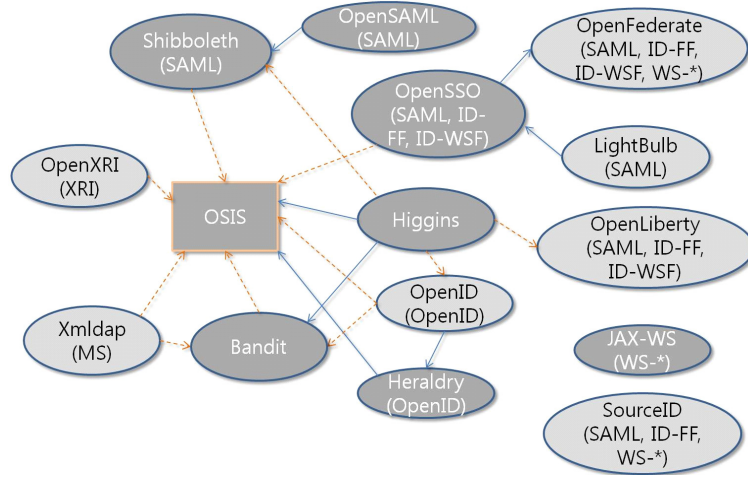 OpenSAML
(SAML)
Shibboleth
(SAML)
OpenFederate
(SAML, ID-FF,
ID-WSF, WS-*)
OpenSSO
(SAML, ID-
FF, ID-WSF)
LightBulb
(SAML)
OpenXRI
(XRI)
OSIS
Higgins
OpenLiberty
(SAML, ID-FF,
ID-WSF)
OpenID
(OpenID)
Xmldap
(MS)
Bandit
JAX-WS
(WS-*)
Heraldry
(OpenID)
SourceID
(SAML, ID-FF,
WS-*)